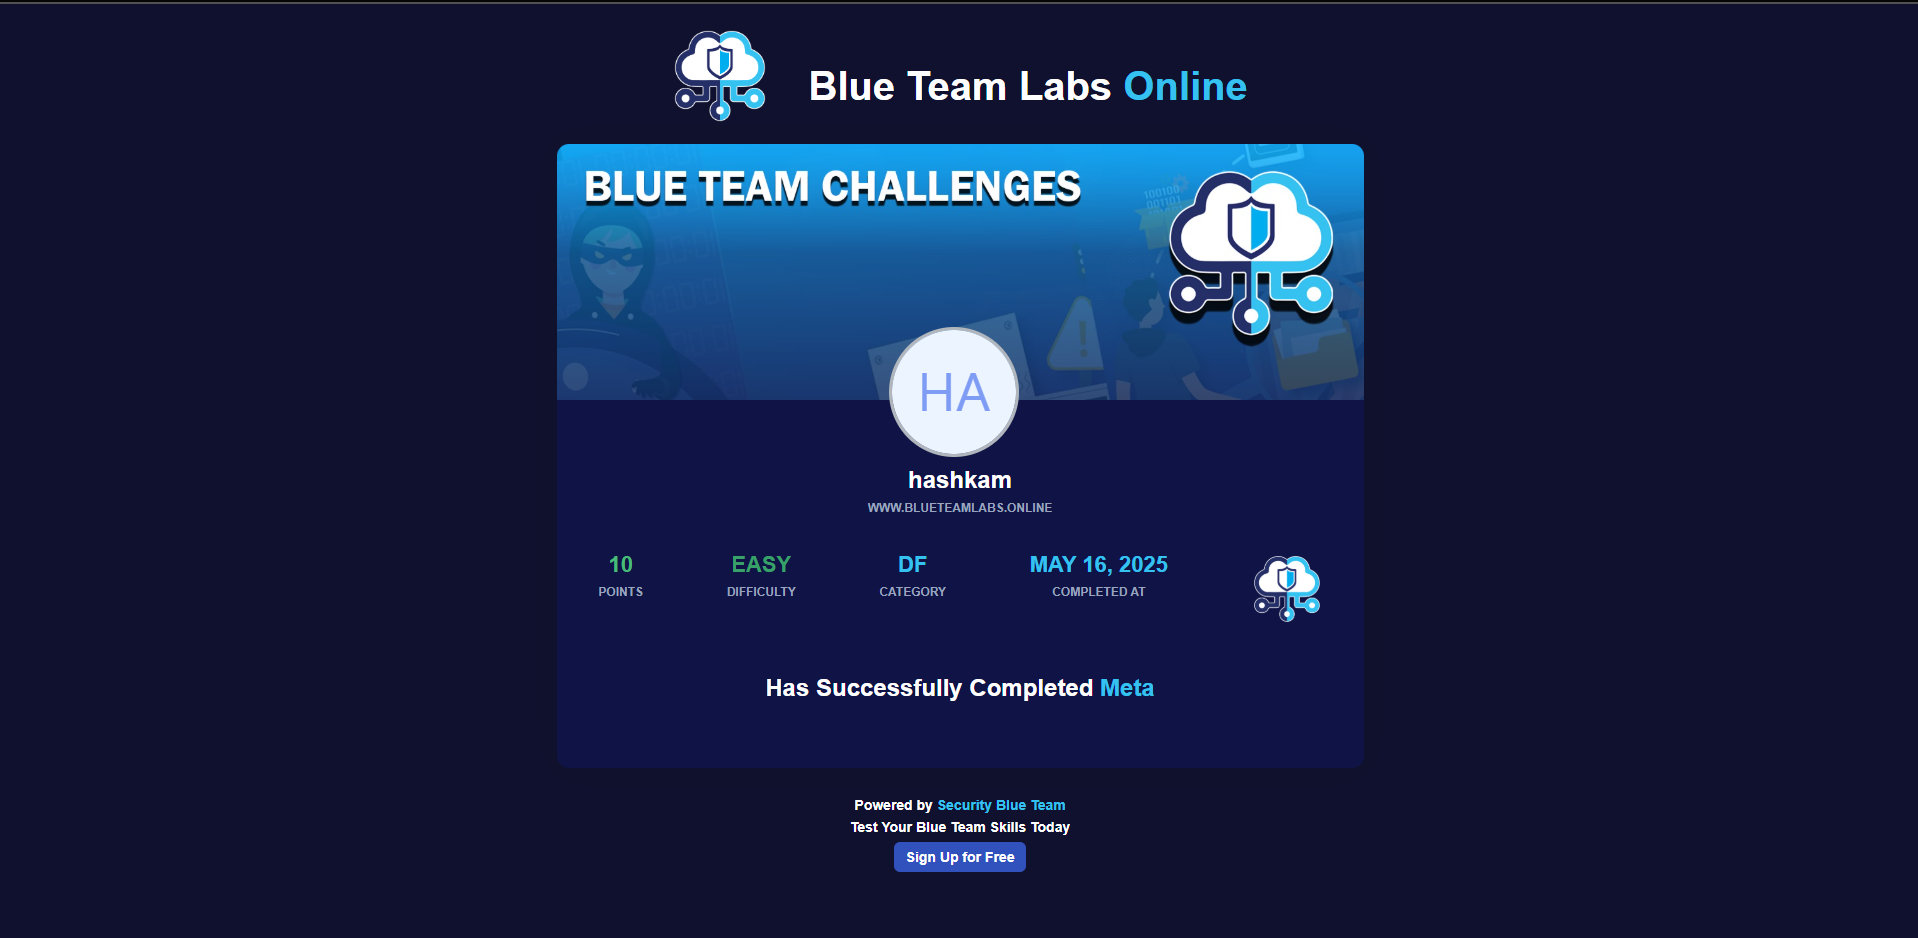 Blue Team Labs Online
BLUE TEAM CHALLENGES
100100
001101
HA
hashkam
WWW.BLUETEAMLABS.ONLINE
10 EASY DF MAY 16, 2025
POINTS DIFFICULTY CATEGORY COMPLETED AT
Has Successfully Completed Meta
Powered by Security Blue Team
Test Your Blue Team Skills Today
Sign Up for Free